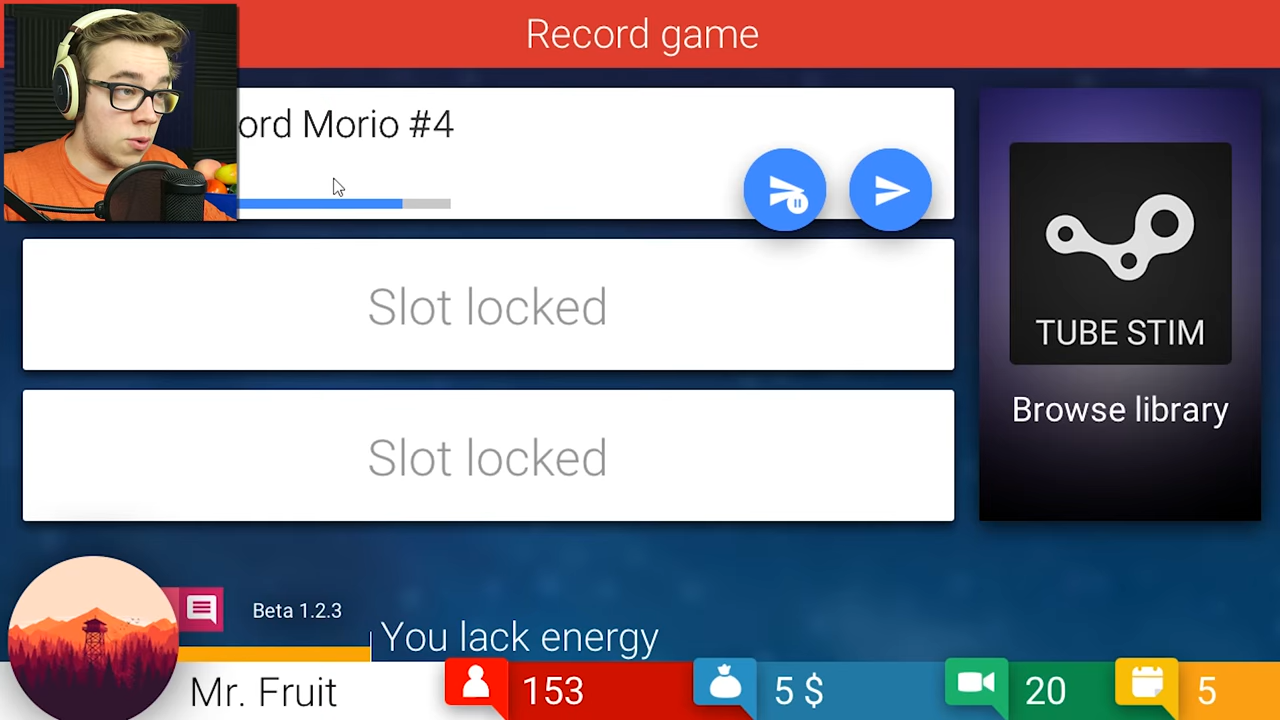 Record game
ord Morio #4
TUBE STIM
Browse library
Slot locked
Slot locked
Beta 1.2.3
You lack energy
Mr. Fruit
153
5 $
20
5